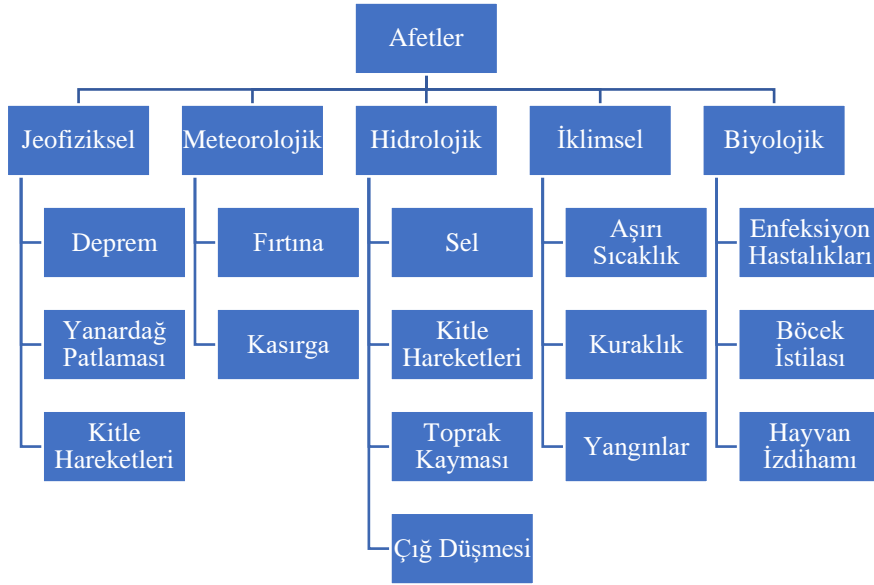 Afetler
Jeofiziksel
Meteorolojik
Hidrolojik
İklimsel
Biyolojik
Deprem
Yanardağ
Patlaması
Kitle
Hareketleri
Fırtına
Kasırga
Sel
Kitle
Hareketleri
Toprak
Kayması
Çığ Düşmesi
Aşırı
Sıcaklık
Kuraklık
Yangınlar
Enfeksiyon
Hastalıkları
Böcek
İstilası
Hayvan
İzdihamı